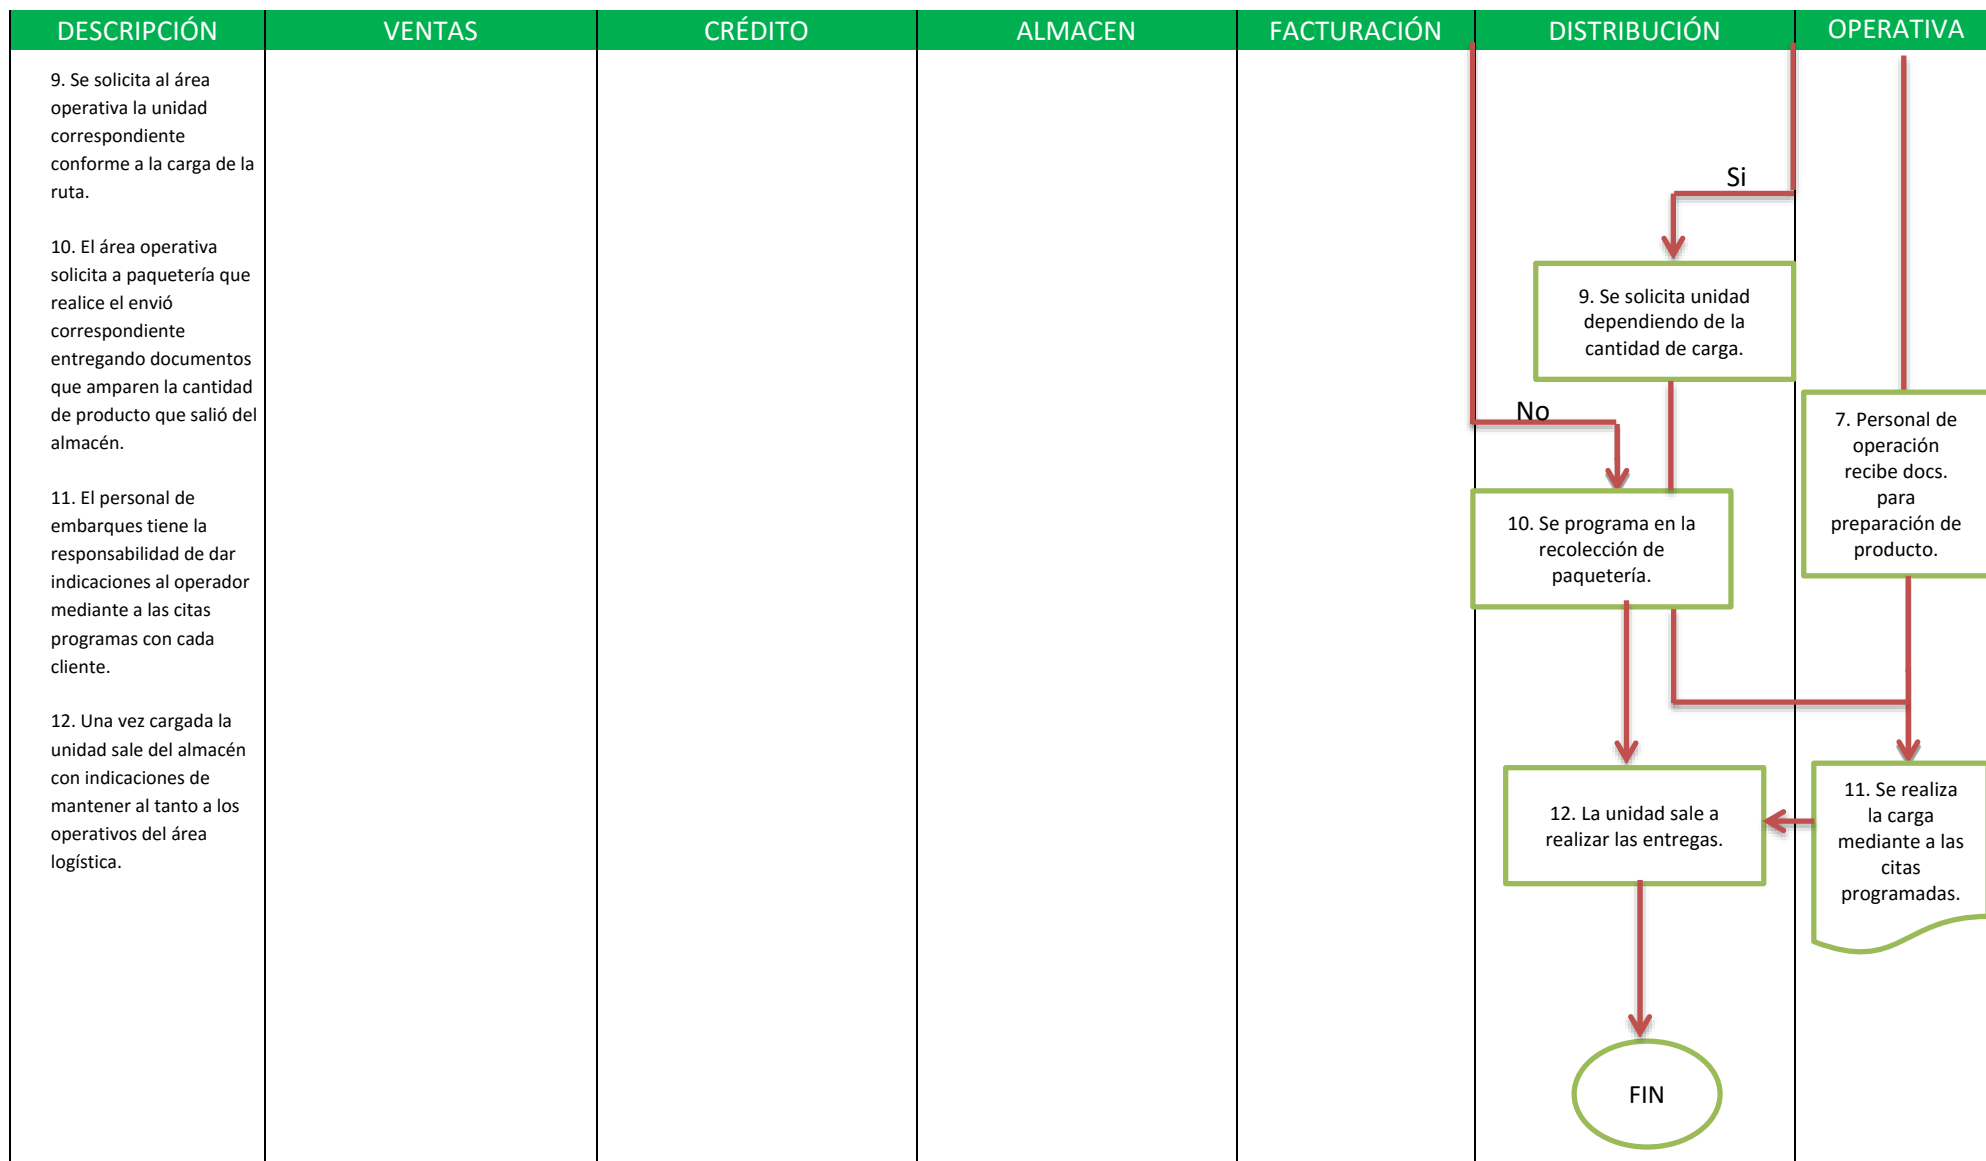 DESCRIPCIÓN
VENTAS
CRÉDITO
ALMACEN
FACTURACIÓN
DISTRIBUCIÓN
OPERATIVA
9. Se solicita al área
operativa la unidad
correspondiente
conforme a la carga de la
ruta.
10. El área operativa
solicita a paquetería que
realice el envió
correspondiente
entregando documentos
que amparen la cantidad
de producto que salió del
almacén.
11. El personal de
embarques tiene la
responsabilidad de dar
indicaciones al operador
mediante a las citas
programas con cada
cliente.
12. Una vez cargada la
unidad sale del almacén
con indicaciones de
mantener al tanto a los
operativos del área
logística.
Si
9. Se solicita unidad
dependiendo de la
cantidad de carga.
No
7. Personal de
operación
recibe docs.
para
preparación de
producto.
10. Se programa en la
recolección de
paquetería.
11. Se realiza
la carga
mediante a las
citas
programadas.
12. La unidad sale a
realizar las entregas.
FIN